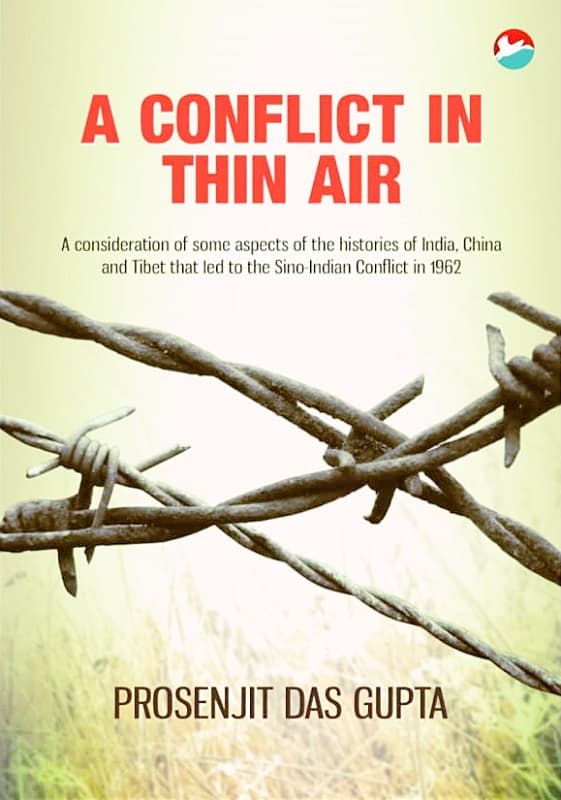 A CONFLICT IN
THIN AIR
A consideration of some aspects of the histories of India, China
and Tibet that led to the Sino-Indian Conflict in 1962
PROSENJIT DAS GUPTA